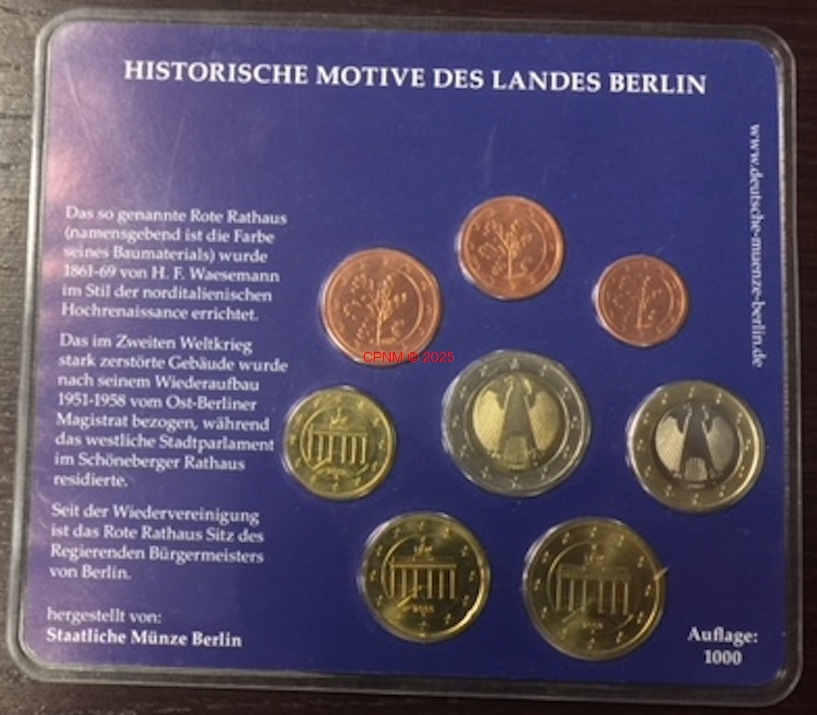 HISTORISCHE MOTIVE DES LANDES BERLIN
www.deutsche-muenze-berlin.de
Das so genannte Rote Rathaus
(namensgebend ist die Farbe
seines Baumaterials) wurde
1861-69 von H. F. Waesemann
im Stil der norditalienischen
Hochrenaissance errichtet.
Das im Zweiten Weltkrieg
stark zerstörte Gebäude wurde
nach seinem Wiederaufbau
1951-1958 vom Ost-Berliner
Magistrat bezogen, während
das westliche Stadtparlament
im Schöneberger Rathaus
residierte.
Seit der Wiedervereinigung
ist das Rote Rathaus Sitz des
Regierenden Bürgermeisters
von Berlin.
hergestellt von:
Staatliche Münze Berlin
CPNM © 2025
Auflage:
1000